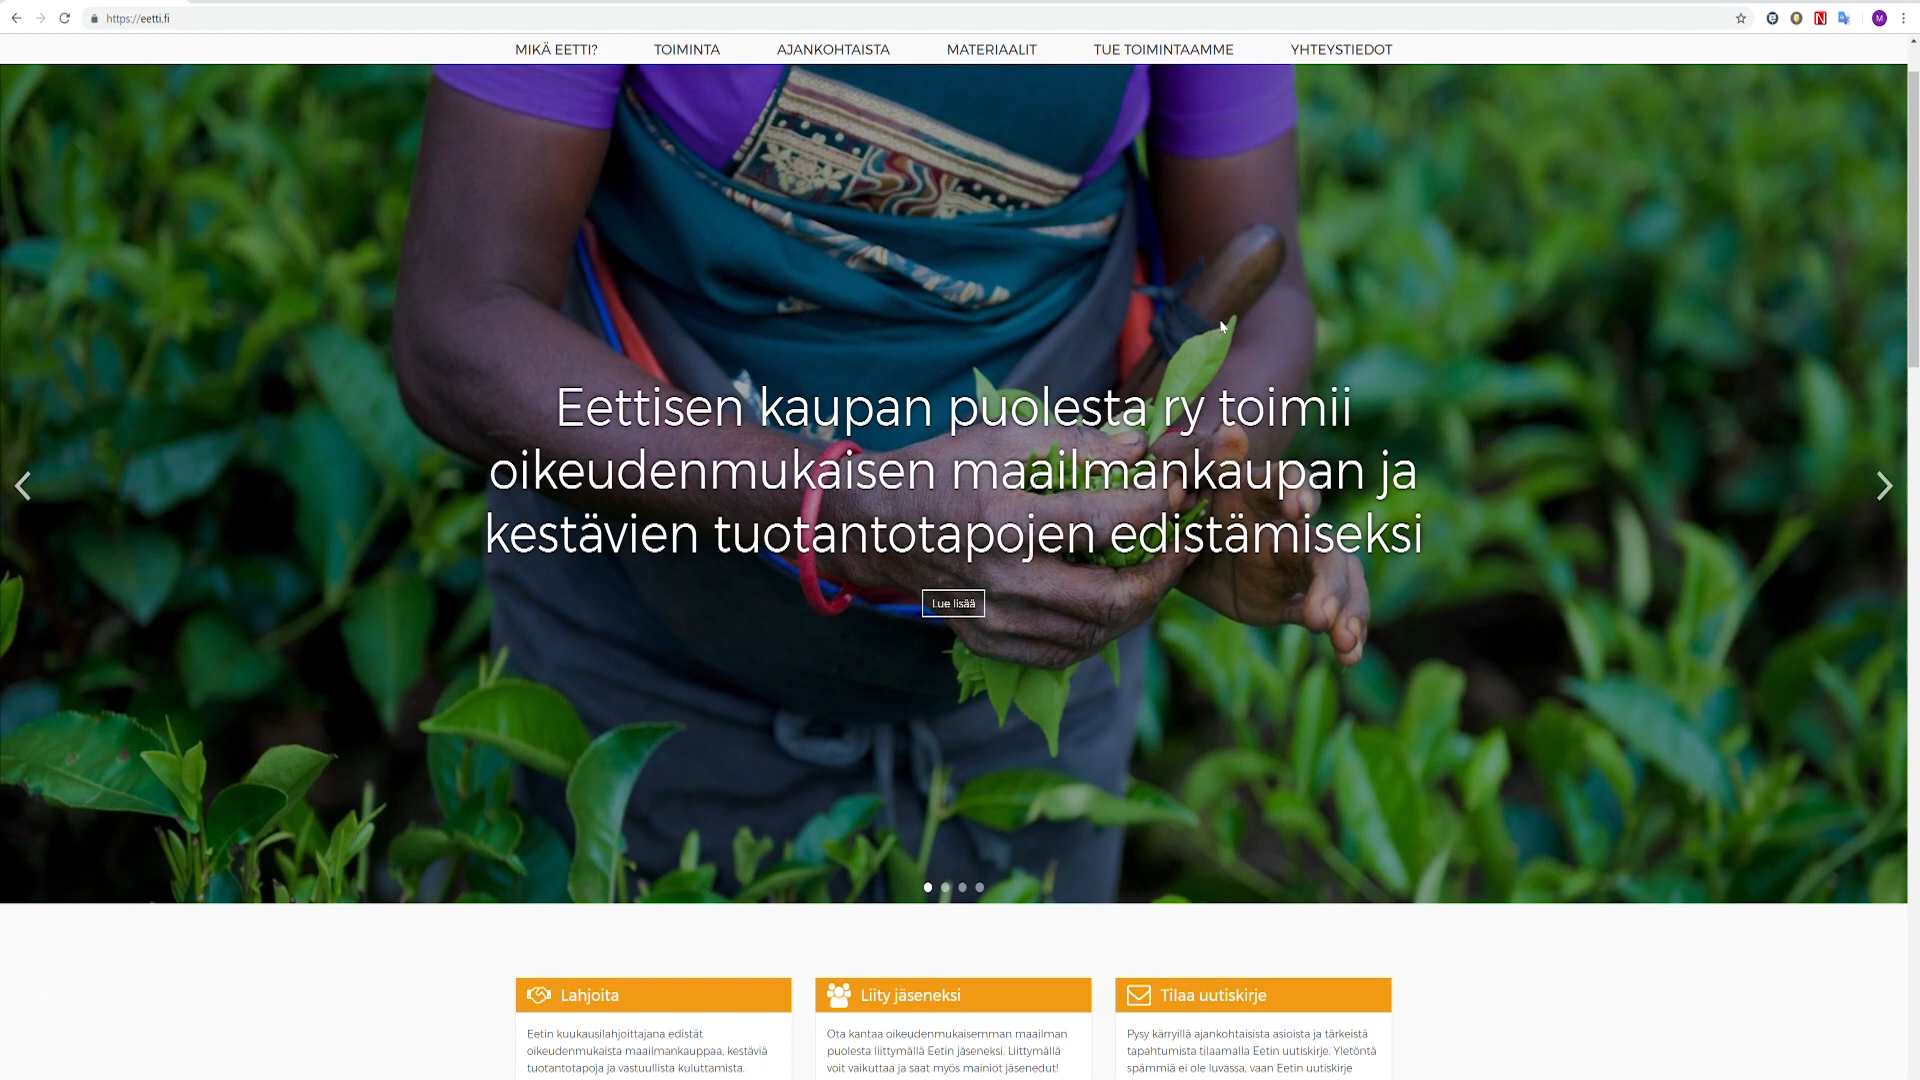 https://eetti.fi
M
MIKÄ EETTI?
TOIMINTA
AJANKOHTAISTA
MATERIAALIT
TUE TOIMINTAAMME
YHTEYSTIEDOT
Eettisen kaupan puolesta ry toimii
oikeudenmukaisen maailmankaupan ja
kestävien tuotantotapojen edistämiseksi
Lue lisää
Lahjoita
Eetin kuukausilahjoittajana edistät
oikeudenmukaista maailmankauppaa, kestäviä
tuotantotapoja ja vastuullista kuluttamista.
Liity jäseneksi
Ota kantaa oikeudenmukaisemman maailman
puolesta liittymällä Eetin jäseneksi. Liittymällä
voit vaikuttaa ja saat myös mainiot jäsenedut!
Tilaa uutiskirje
Pysy kärryillä ajankohtaisista asioista ja tärkeistä
tapahtumista tilaamalla Eetin uutiskirje. Yletöntä
spämmiä ei ole luvassa, vaan Eetin uutiskirje